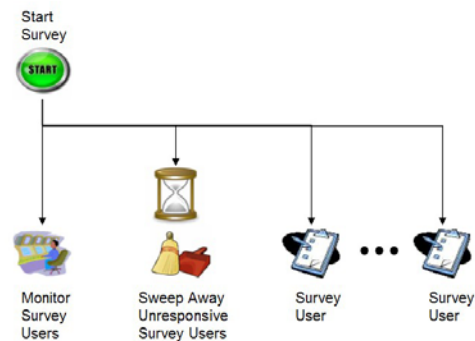 Start
Survey
START
Monitor
Survey
Users
Sweep Away
Unresponsive
Survey Users
Survey
User
Survey
User